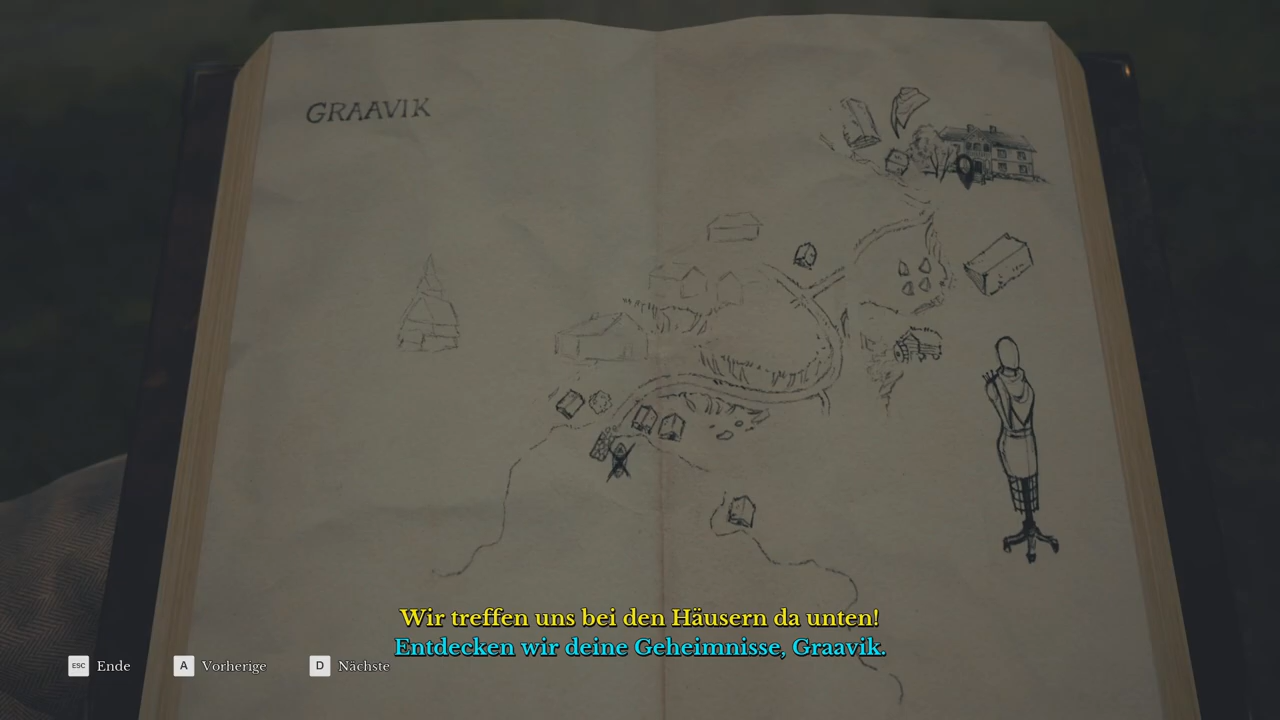 GRAAVIK
Wir treffen uns bei den Häusern da unten!
Entdecken wir deine Geheimnisse, Graavik.
ESC Ende A Vorherige D Nächste